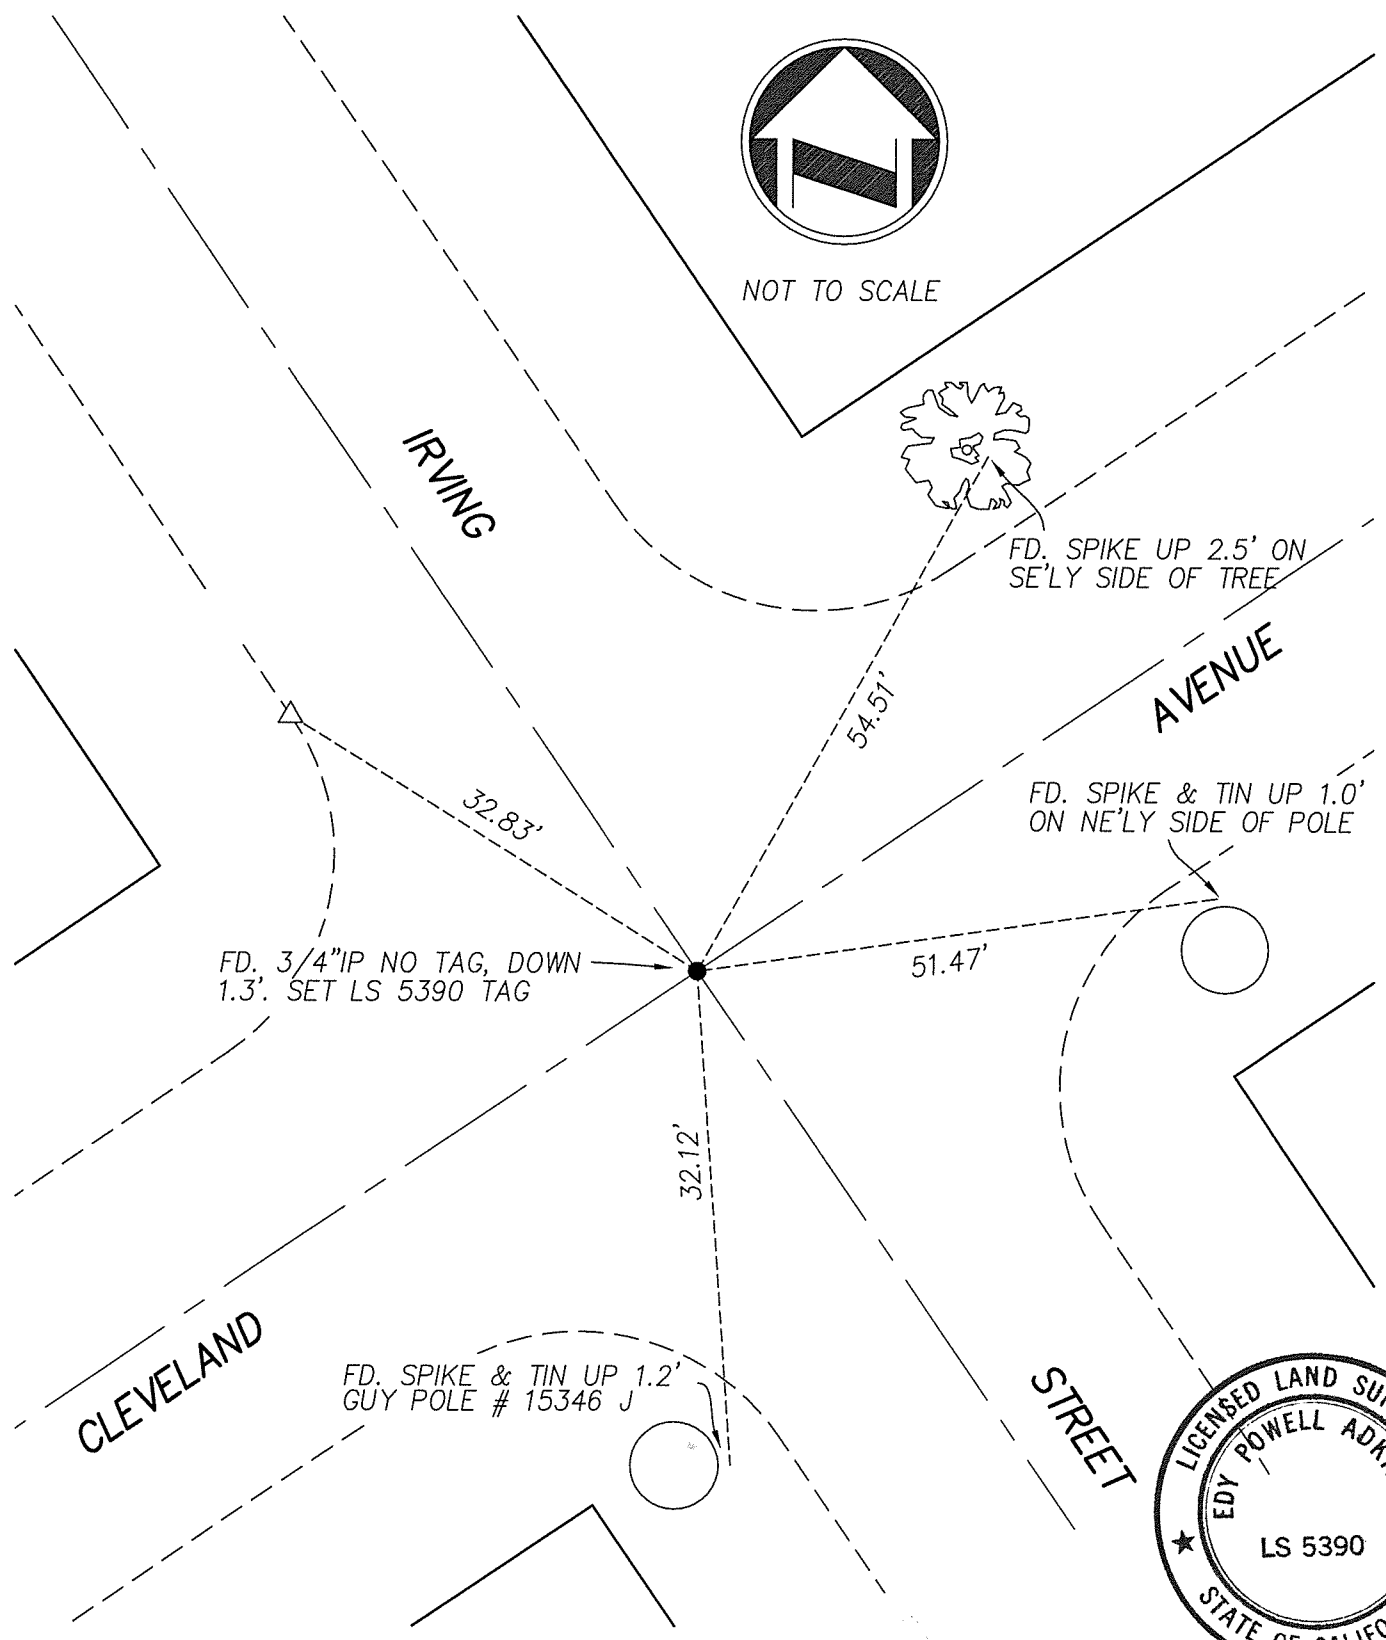 NOT TO SCALE
IRVING
FD. SPIKE UP 2.5' ON
SE'LY SIDE OF TREE
AVENUE
54.51'
FD. SPIKE & TIN UP 1.0'
ON NE'LY SIDE OF POLE
32.83'
FD. 3/4"IP NO TAG, DOWN
1.3'. SET LS 5390 TAG
51.47'
32.12'
CLEVELAND
FD. SPIKE & TIN UP 1.2'
GUY POLE # 15346 J
STREET
LICENSED LAND
EDY POWELL
LS 5390
STATE OF